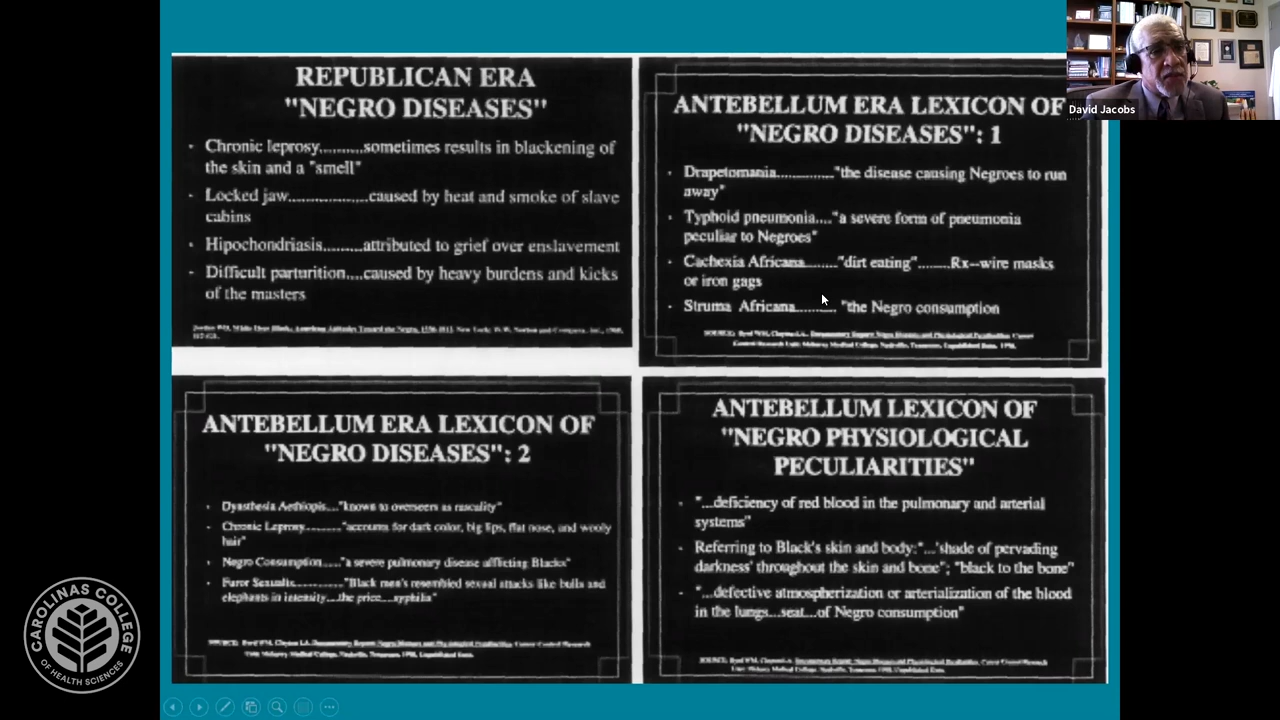 REPUBLICAN ERA
"NEGRO DISEASES"
• Chronic leprosy..........sometimes results in blackening of
the skin and a "smell"
• Locked jaw...................caused by heat and smoke of slave
cabins
• Hipochondriasis.........attributed to grief over enslavement
• Difficult parturition....caused by heavy burdens and kicks
of the masters
ANTEBELLUM ERA LEXICON OF
"NEGRO DISEASES": 1
• Drapetomania.............."the disease causing Negroes to run
away"
• Typhoid pneumonia...."a severe form of pneumonia
peculiar to Negroes"
• Cachexia Africana........"dirt eating"........Rx--wire masks
or iron gags
• Struma Africana.......... "the Negro consumption
ANTEBELLUM ERA LEXICON OF
"NEGRO DISEASES": 2
• Dysesthesia Aethiopis...."known to overseers as rascality"
• Chronic Leprosy.........."accounts for dark color, big lips, flat nose, and wooly
hair"
• Negro Consumption....."a severe pulmonary disease afflicting Blacks"
• Furor Sexualis............."Black men's resembled sexual attacks like bulls and
elephants in intensity....the price....syphilis"
ANTEBELLUM LEXICON OF
"NEGRO PHYSIOLOGICAL
PECULIARITIES"
• "...deficiency of red blood in the pulmonary and arterial
systems"
• Referring to Black's skin and body:"...'shade of pervading
darkness' throughout the skin and bone"; "black to the bone"
• "...defective atmospherization or arterialization of the blood
in the lungs...seat...of Negro consumption"
David Jacobs
CAROLINAS COLLEGE
OF HEALTH SCIENCES